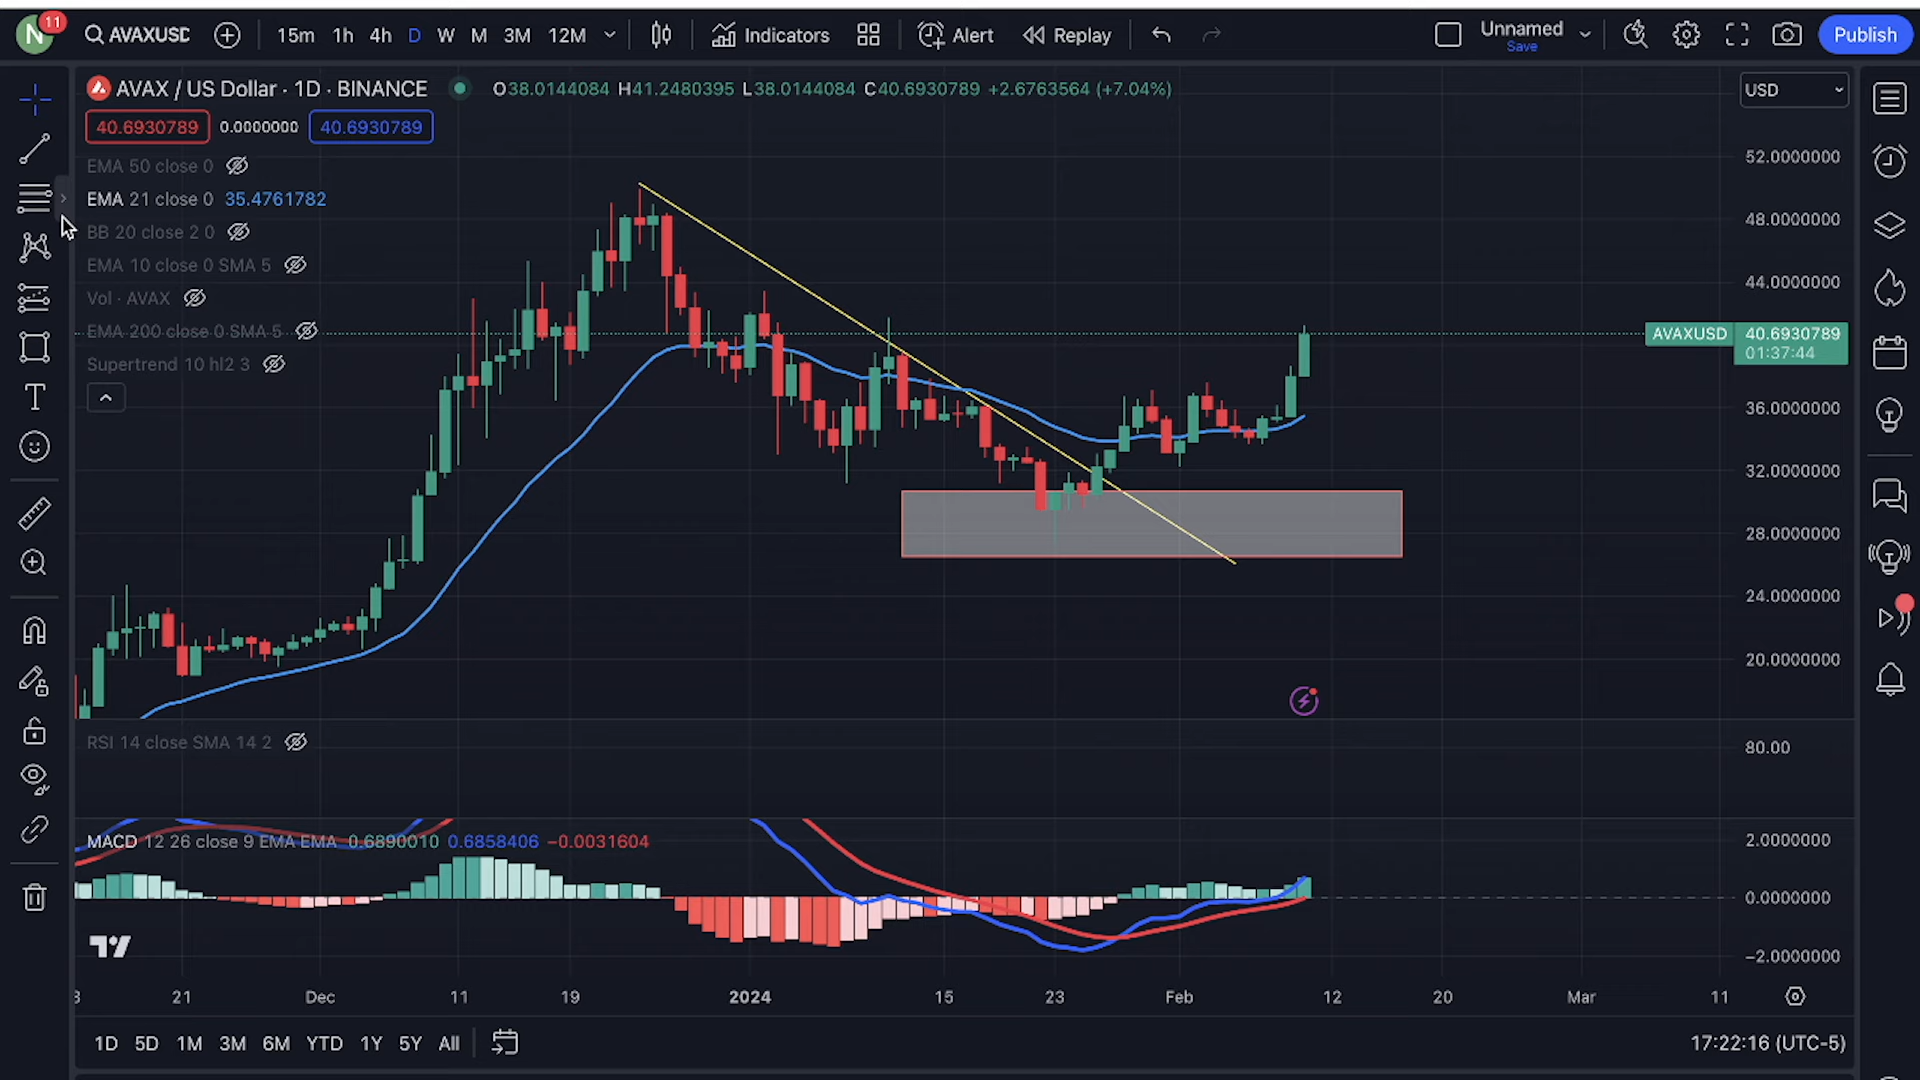 N 11 AVAXUSD 15m 1h 4h D W M 3M 12M Indicators Alert Replay Unnamed Save Publish
AVAX / US Dollar · 1D · BINANCE O38.0144084 H41.2480395 L38.0144084 C40.6930789 +2.6763564 (+7.04%) USD
40.6930789 0.0000000 40.6930789
EMA 50 close 0
EMA 21 close 0 35.4761782
BB 20 close 2 0
EMA 10 close 0 SMA 5
Vol · AVAX
EMA 200 close 0 SMA 5
Supertrend 10 hl2 3
52.0000000
48.0000000
44.0000000
AVAXUSD 40.6930789
01:37:44
36.0000000
32.0000000
28.0000000
24.0000000
20.0000000
RSI 14 close SMA 14 2
80.00
MACD 12 26 close 9 EMA EMA 0.6890010 0.6858406 −0.0031604
2.0000000
0.0000000
−2.0000000
21 Dec 11 19 2024 15 23 Feb 12 20 Mar 11
1D 5D 1M 3M 6M YTD 1Y 5Y All 17:22:16 (UTC-5)